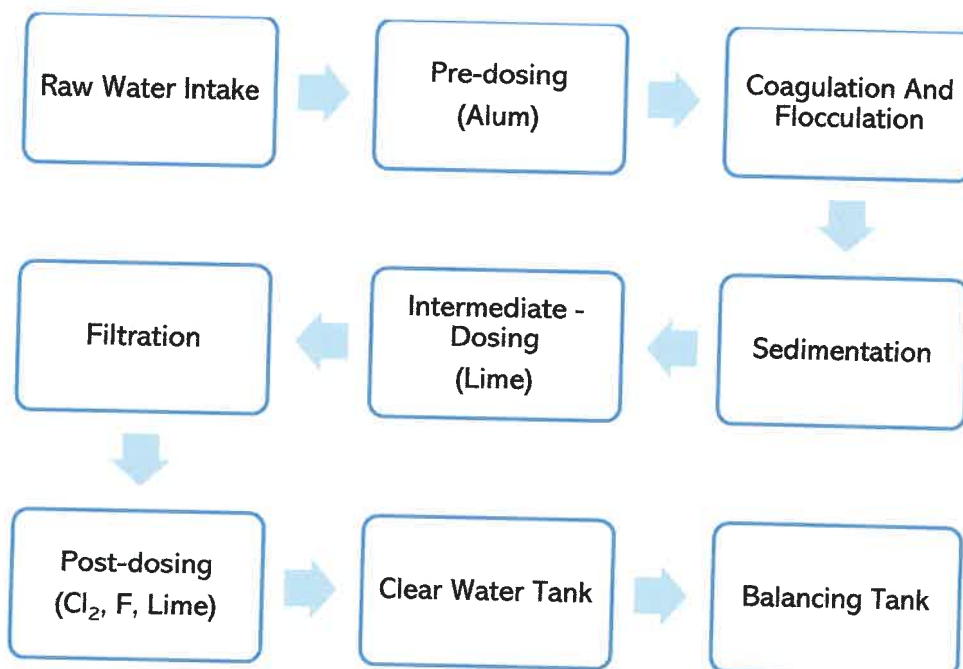 Raw Water Intake
Pre-dosing
(Alum)
Coagulation And
Flocculation
Sedimentation
Intermediate -
Dosing
(Lime)
Filtration
Post-dosing
(Cl₂, F, Lime)
Clear Water Tank
Balancing Tank